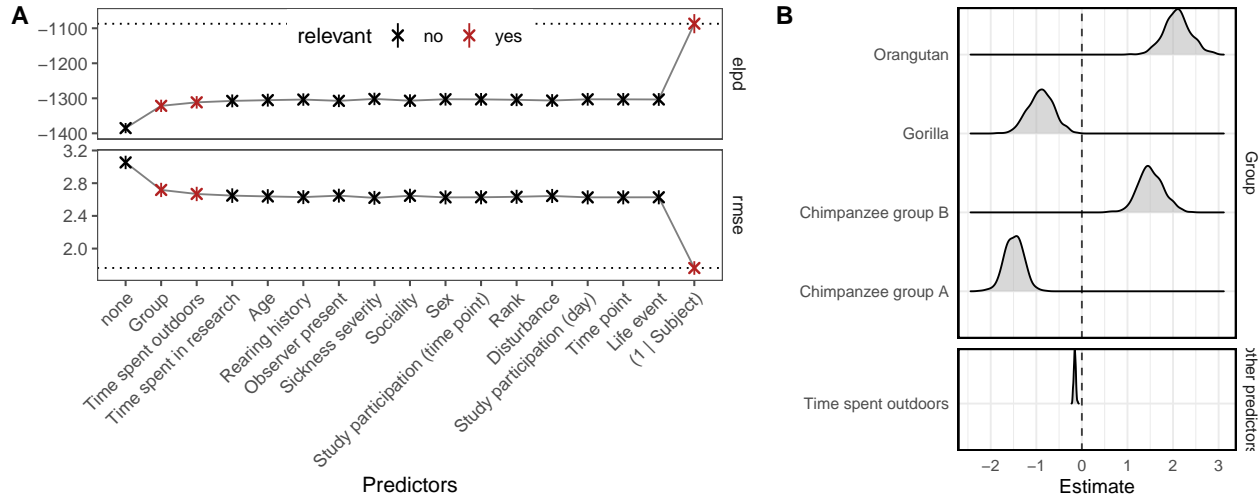 A
relevant no yes
−1100
−1200
−1300
−1400
elpd
3.2
2.8
2.4
2.0
rmse
none
Group
Time spent outdoors
Time spent in research
Age
Rearing history
Observer present
Sickness severity
Sociality
Sex
Study participation (time point)
Rank
Disturbance
Study participation (day)
Time point
Life event
(1 | Subject)
Predictors
B
Orangutan
Gorilla
Chimpanzee group B
Chimpanzee group A
Group
Time spent outdoors
other predictors
−2 −1 0 1 2 3
Estimate